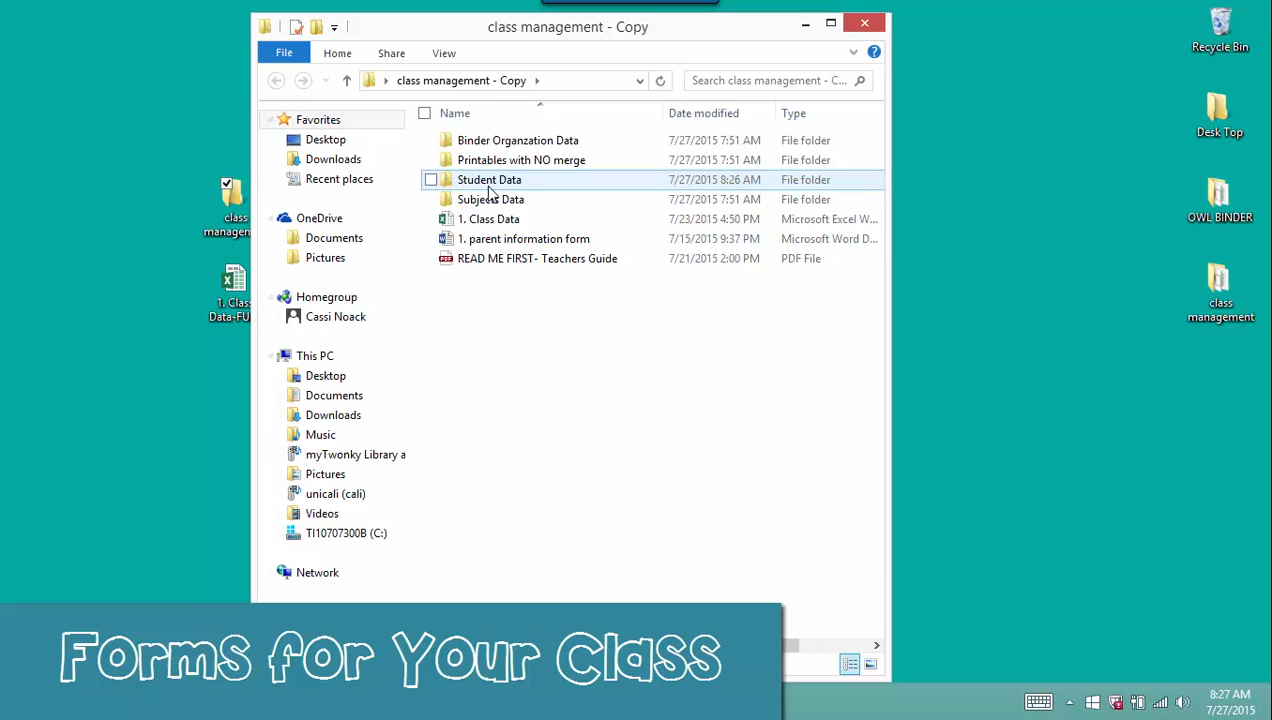 class management - Copy
File Home Share View
class management - Copy
Search class management - C...
Name Date modified Type
Favorites
Desktop
Downloads
Recent places
OneDrive
Documents
Pictures
Homegroup
Cassi Noack
This PC
Desktop
Documents
Downloads
Music
myTwonky Library a
Pictures
unicali (cali)
Videos
TI10707300B (C:)
Network
Binder Organzation Data 7/27/2015 7:51 AM File folder
Printables with NO merge 7/27/2015 7:51 AM File folder
Student Data 7/27/2015 8:26 AM File folder
Subjects Data 7/27/2015 7:51 AM File folder
1. Class Data 7/23/2015 4:50 PM Microsoft Excel W...
1. parent information form 7/15/2015 9:37 PM Microsoft Word D...
READ ME FIRST- Teachers Guide 7/21/2015 2:00 PM PDF File
class
managem
1. Clas
Data-FU
Recycle Bin
Desk Top
OWL BINDER
class
management
Forms for Your Class
8:27 AM
7/27/2015